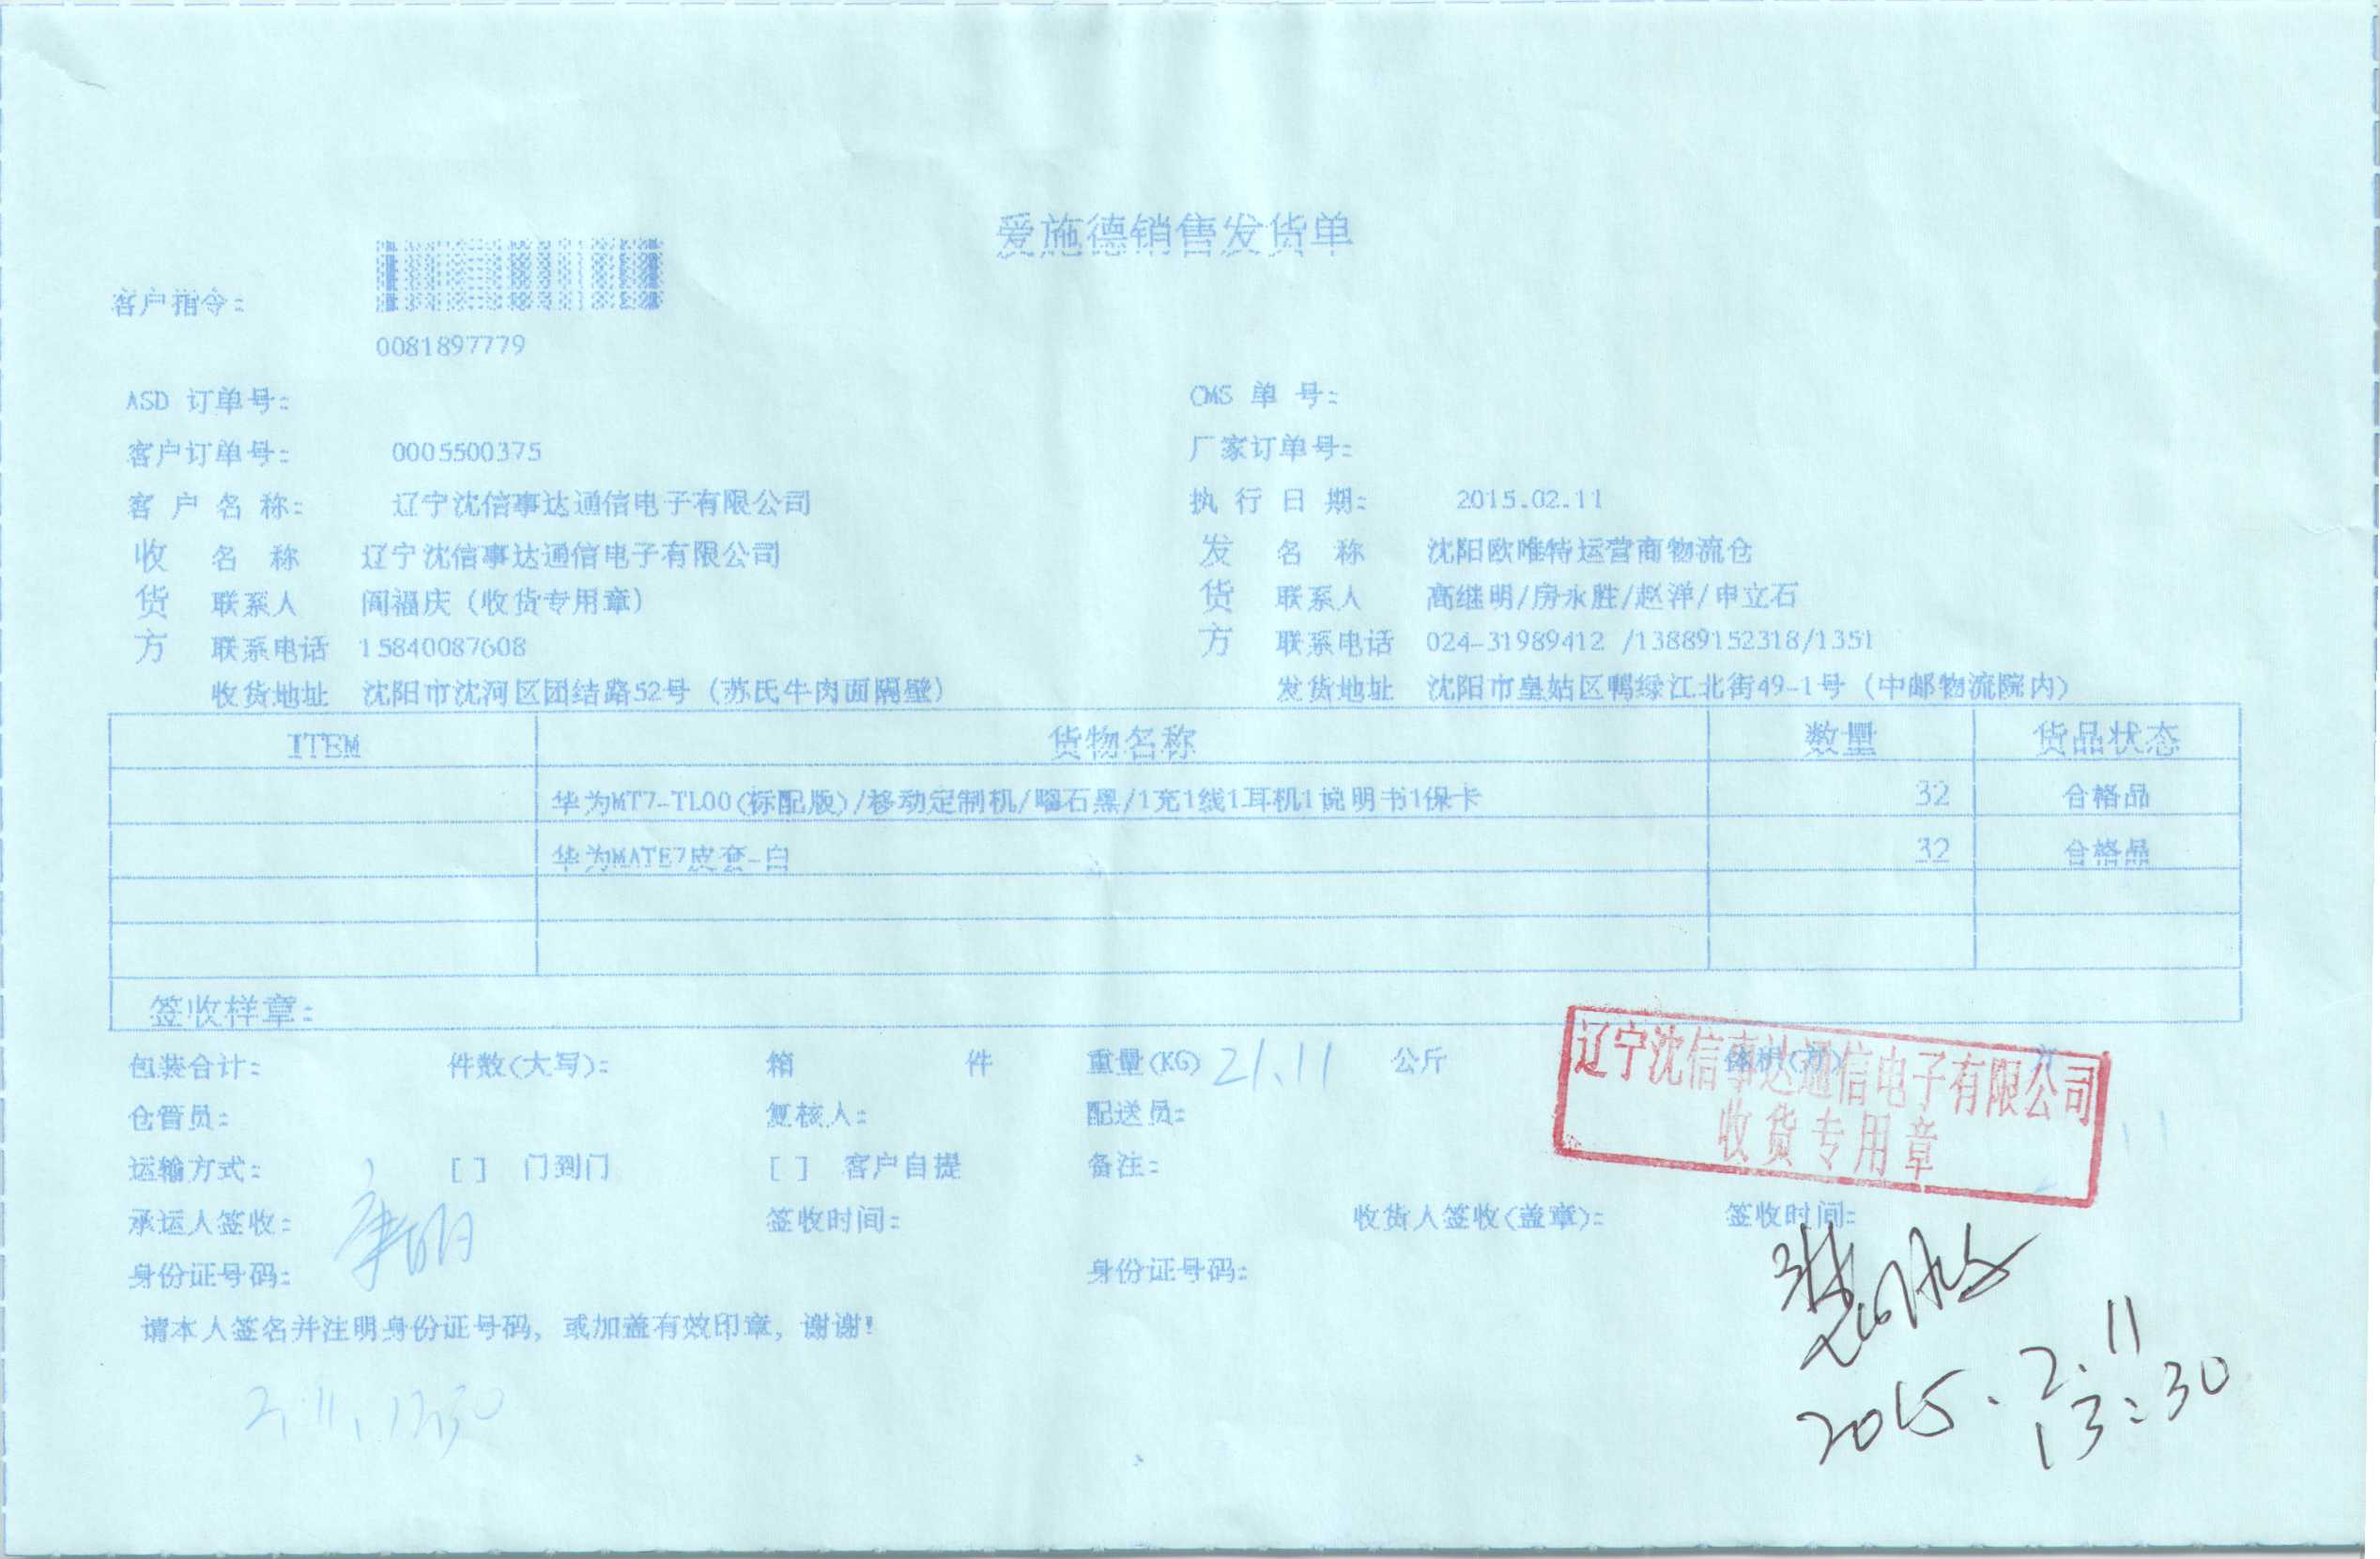 爱施德销售发货单
客户指令：
0081897779
ASD 订单号： CMS 单 号：
客户订单号： 0005500375 厂家订单号：
客 户 名 称： 辽宁沈信事达通信电子有限公司 执 行 日 期： 2015.02.11
收 名 称 辽宁沈信事达通信电子有限公司 发 名 称 沈阳欧唯特运营商物流仓
货 联系人 阎福庆（收货专用章） 货 联系人 高继明/房永胜/赵洋/申立石
方 联系电话 15840087608 方 联系电话 024-31989412 /13889152318/1351
收货地址 沈阳市沈河区团结路52号（苏氏牛肉面隔壁） 发货地址 沈阳市皇姑区鸭绿江北街49-1号（中邮物流院内）
ITEM 货物名称 数量 货品状态
华为MT7-TL00(标配版)/移动定制机/曜石黑/1充1线1耳机1说明书1保卡 32 合格品
华为MATE7皮套-白 32 合格品
签收样章：
包装合计： 件数(大写)： 箱 件 重量(KG) 21.11 公斤 体积(方) 方
辽宁沈信事达通信电子有限公司
收货专用章
仓管员： 复核人： 配送员：
运输方式： [ ] 门到门 [ ] 客户自提 备注：
承运人签收： 签收时间： 收货人签收(盖章)： 签收时间：
身份证号码： 身份证号码：
请本人签名并注明身份证号码，或加盖有效印章，谢谢！
2015.2.11
13:30